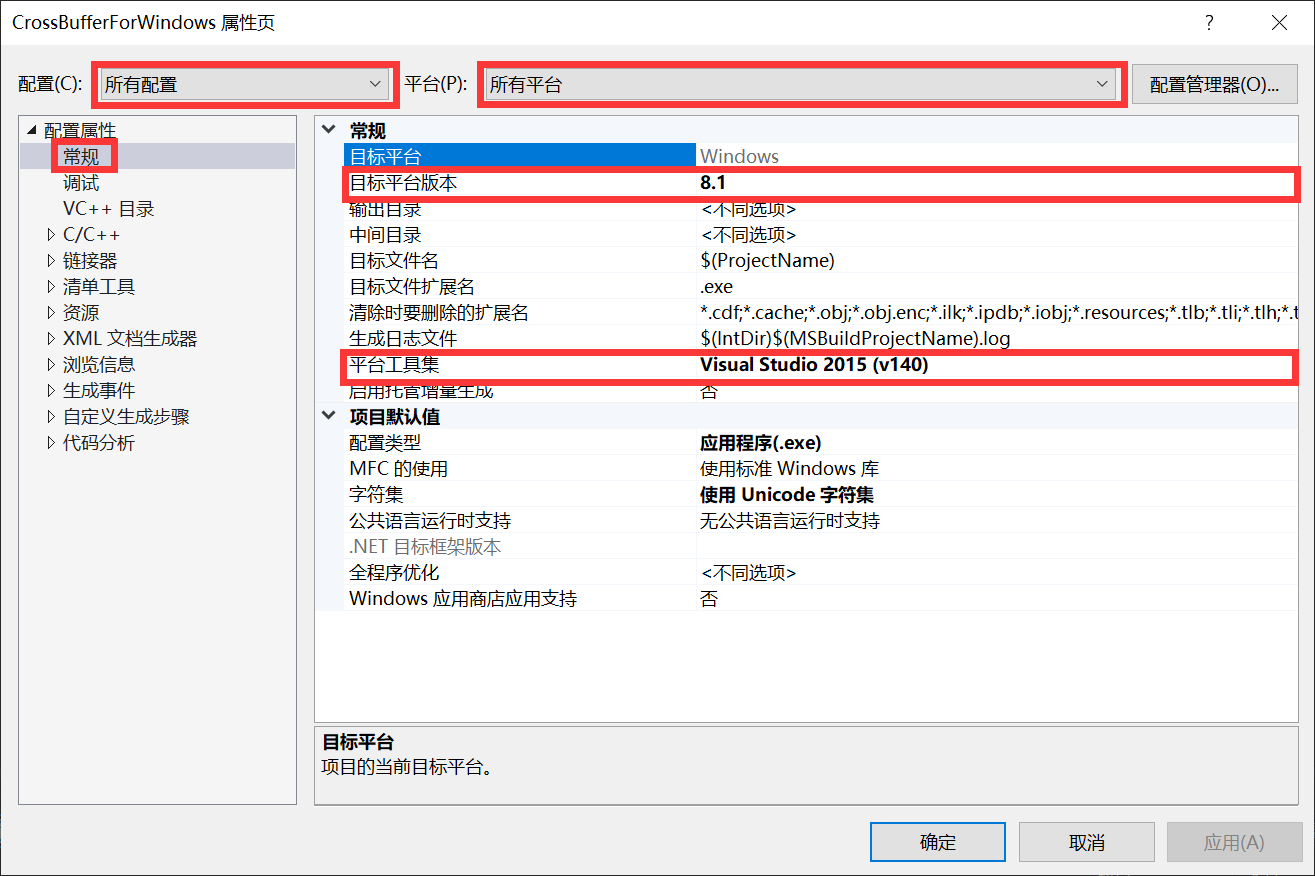 CrossBufferForWindows 属性页 ?
配置(C): 所有配置 平台(P): 所有平台 配置管理器(O)...
配置属性
常规
调试
VC++ 目录
C/C++
链接器
清单工具
资源
XML 文档生成器
浏览信息
生成事件
自定义生成步骤
代码分析
常规
目标平台 Windows
目标平台版本 8.1
输出目录 <不同选项>
中间目录 <不同选项>
目标文件名 $(ProjectName)
目标文件扩展名 .exe
清除时要删除的扩展名 *.cdf;*.cache;*.obj;*.obj.enc;*.ilk;*.ipdb;*.iobj;*.resources;*.tlb;*.tli;*.tlh;*.t
生成日志文件 $(IntDir)$(MSBuildProjectName).log
平台工具集 Visual Studio 2015 (v140)
启用托管增量生成 否
项目默认值
配置类型 应用程序(.exe)
MFC 的使用 使用标准 Windows 库
字符集 使用 Unicode 字符集
公共语言运行时支持 无公共语言运行时支持
.NET 目标框架版本
全程序优化 <不同选项>
Windows 应用商店应用支持 否
目标平台
项目的当前目标平台。
确定 取消 应用(A)